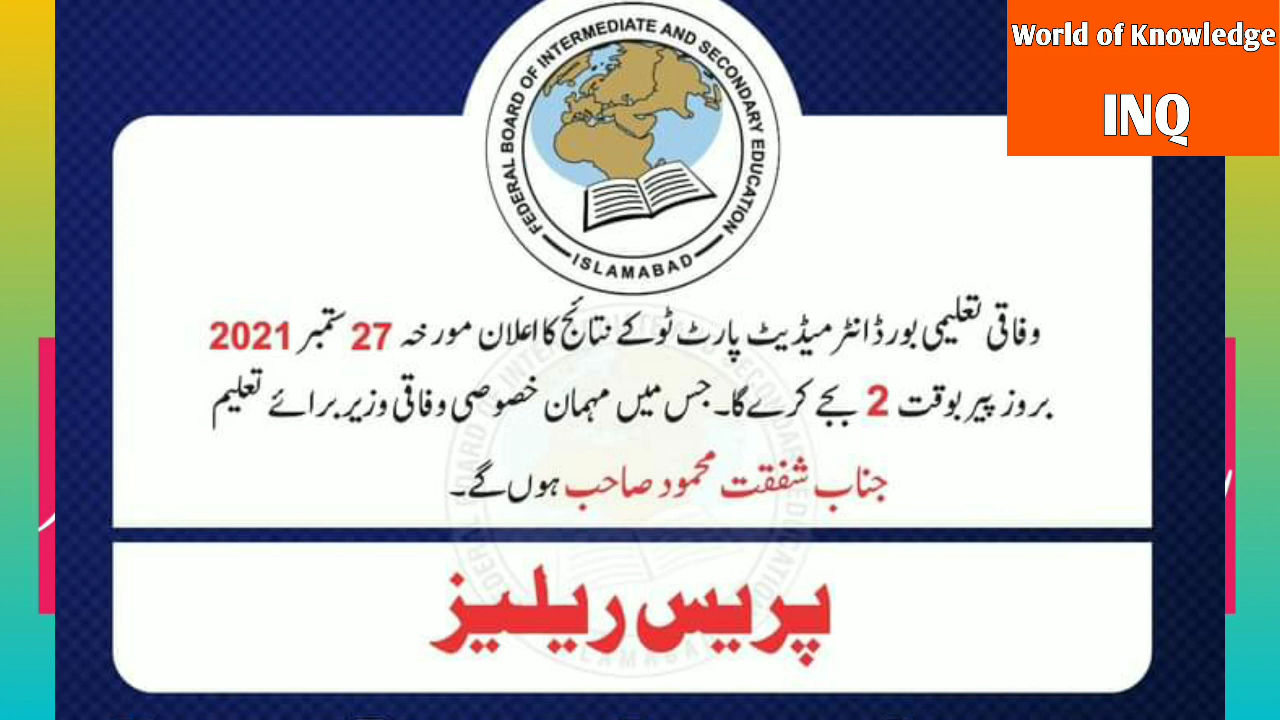 World of Knowledge
INQ
FEDERAL BOARD OF INTERMEDIATE AND SECONDARY EDUCATION
ISLAMABAD
وفاقی تعلیمی بورڈ انٹر میڈیٹ پارٹ ٹو کے نتائج کا اعلان مورخہ 27 ستمبر 2021
بروز پیر بوقت 2 بجے کرے گا۔ جس میں مہمان خصوصی وفاقی وزیر برائے تعلیم
جناب شفقت محمود صاحب ہوں گے۔
پریس ریلیز